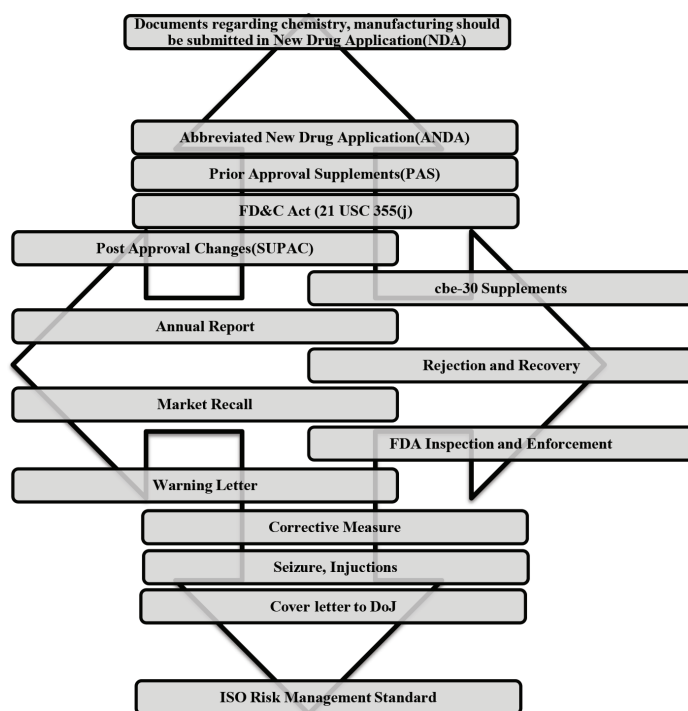 Documents regarding chemistry, manufacturing should
be submitted in New Drug Application(NDA)
Abbreviated New Drug Application(ANDA)
Prior Approval Supplements(PAS)
FD&C Act (21 USC 355(j)
Post Approval Changes(SUPAC)
cbe-30 Supplements
Annual Report
Rejection and Recovery
Market Recall
FDA Inspection and Enforcement
Warning Letter
Corrective Measure
Seizure, Injuctions
Cover letter to DoJ
ISO Risk Management Standard